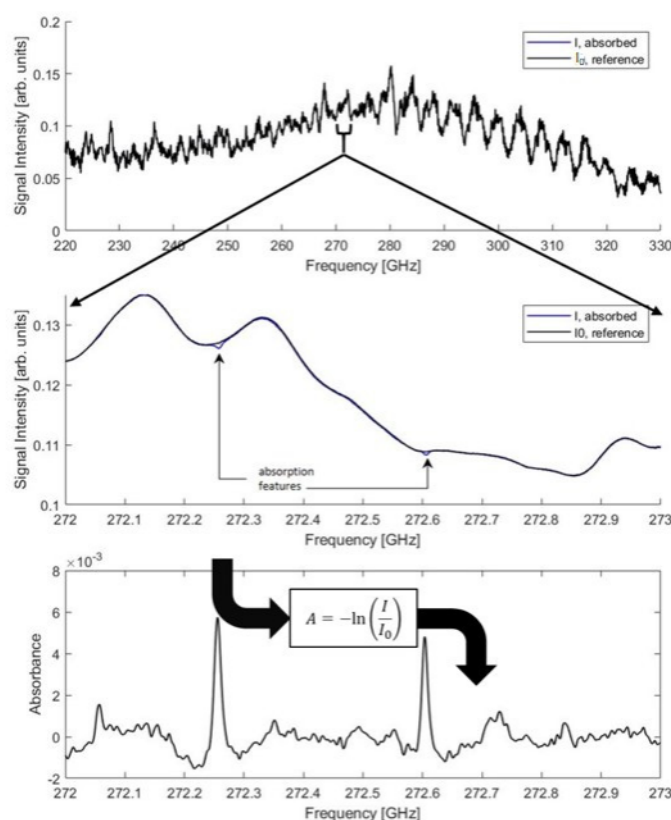 0.2
I, absorbed
I₀, reference
0.15
0.1
0.05
0
Signal Intensity [arb. units]
220 230 240 250 260 270 280 290 300 310 320 330
Frequency [GHz]
I, absorbed
I0, reference
0.13
0.12
0.11
0.1
Signal Intensity [arb. units]
absorption
features
272 272.1 272.2 272.3 272.4 272.5 272.6 272.7 272.8 272.9 273
Frequency [GHz]
×10⁻³
8
6
4
2
0
-2
Absorbance
A = −ln(I/I₀)
272 272.1 272.2 272.3 272.4 272.5 272.6 272.7 272.8 272.9 273
Frequency [GHz]